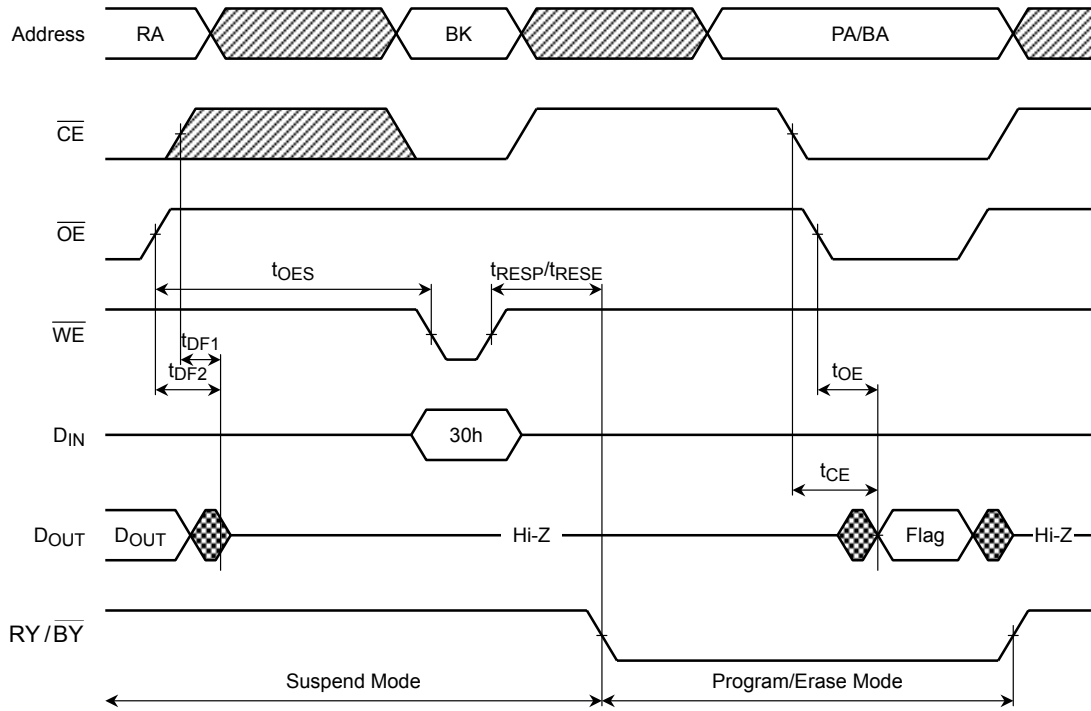 Address RA BK PA/BA
CE
OE
tOES tRESP/tRESE
WE
tDF1
tDF2 tOE
DIN 30h
tCE
DOUT DOUT Hi-Z Flag Hi-Z
RY/BY
Suspend Mode Program/Erase Mode